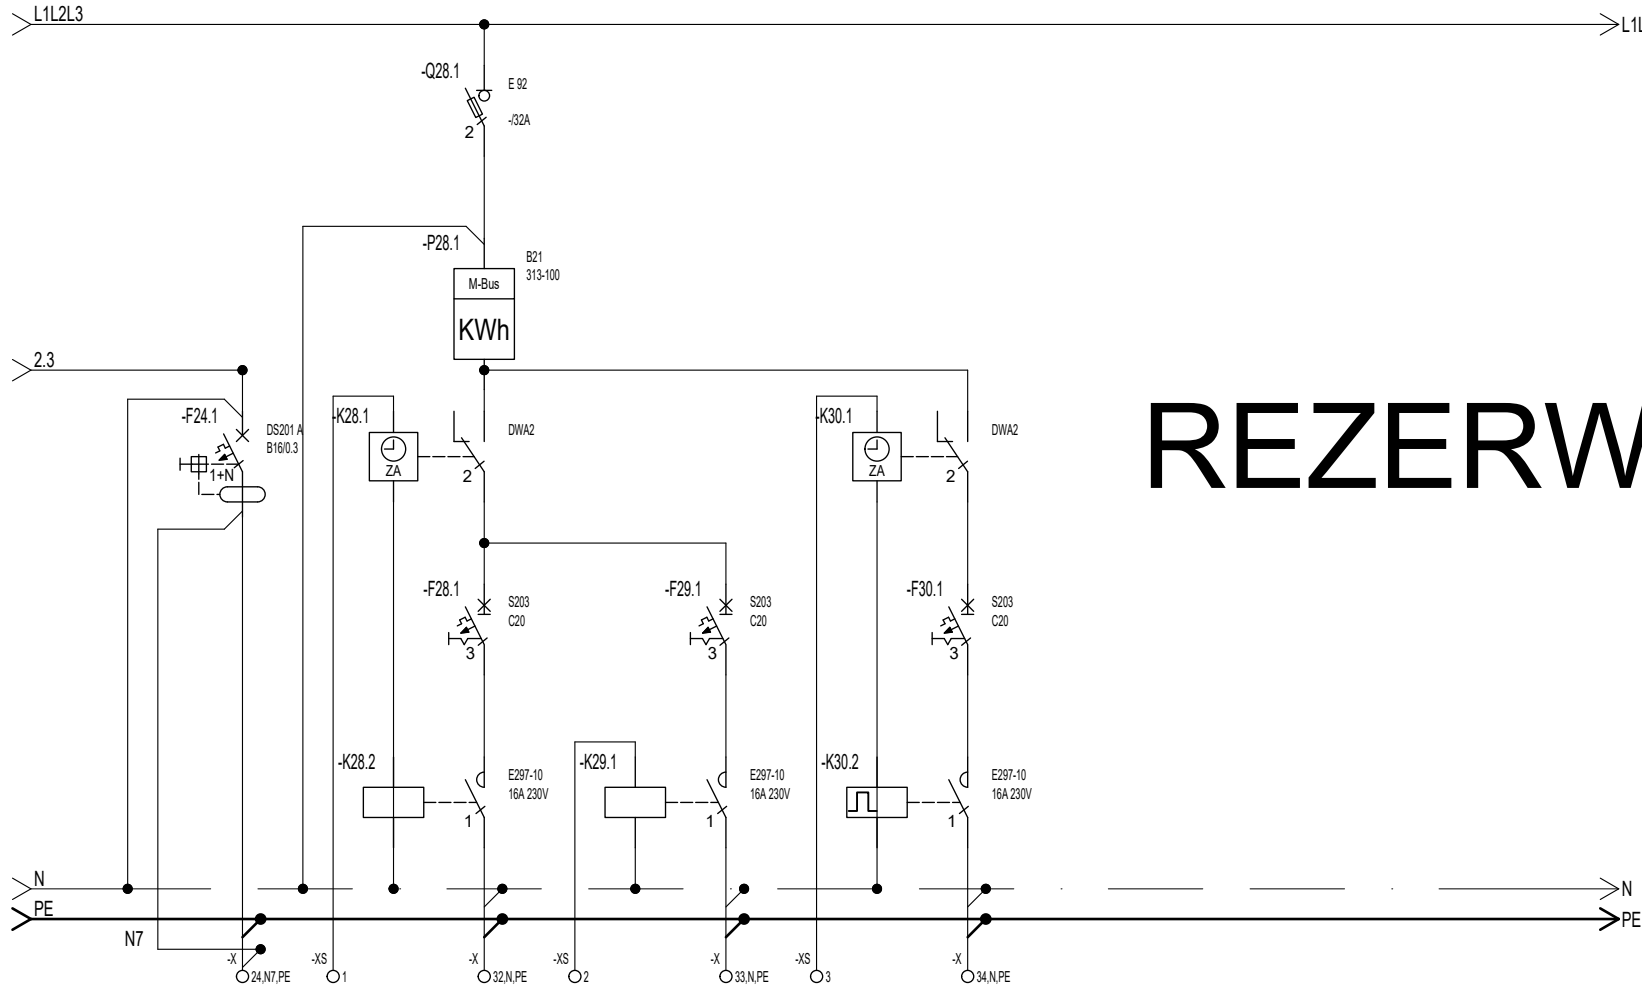 L1L2L3
L1L
-Q28.1
E 92
-/32A
2
-P28.1
B21
313-100
M-Bus
KWh
2.3
-F24.1
DS201 A
B16/0.3
1+N
-K28.1
ZA
DWA2
2
-K30.1
ZA
DWA2
2
REZERW
-F28.1
S203
C20
3
-F29.1
S203
C20
3
-F30.1
S203
C20
3
-K28.2
E297-10
16A 230V
1
-K29.1
E297-10
16A 230V
1
-K30.2
E297-10
16A 230V
1
N
N
PE
PE
N7
-X
24,N7,PE
-XS
1
-X
32,N,PE
-XS
2
-X
33,N,PE
-XS
3
-X
34,N,PE